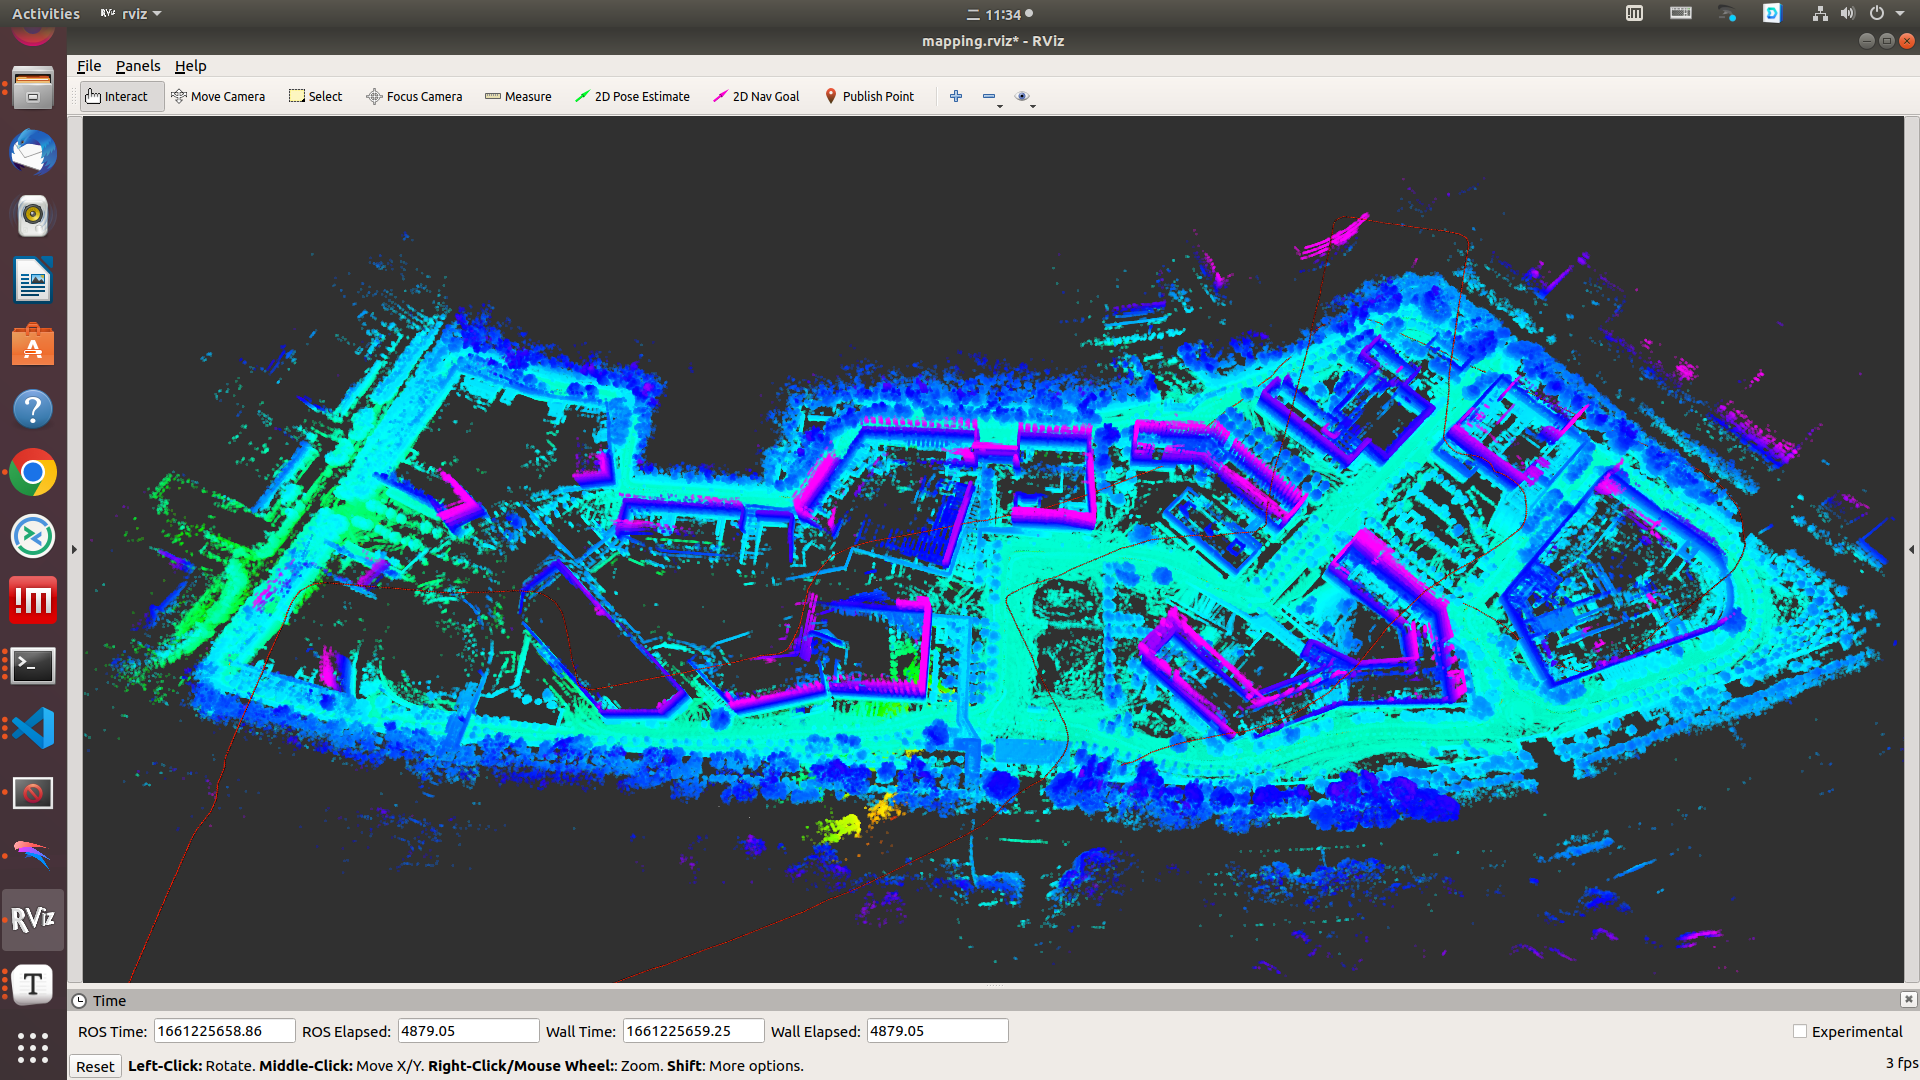 Activities RViz rviz 二 11:34
mapping.rviz* - RViz
File Panels Help
Interact Move Camera Select Focus Camera Measure 2D Pose Estimate 2D Nav Goal Publish Point
!m
>_
RViz
T
Time
ROS Time: 1661225658.86 ROS Elapsed: 4879.05 Wall Time: 1661225659.25 Wall Elapsed: 4879.05 Experimental
Reset Left-Click: Rotate. Middle-Click: Move X/Y. Right-Click/Mouse Wheel:: Zoom. Shift: More options. 3 fps